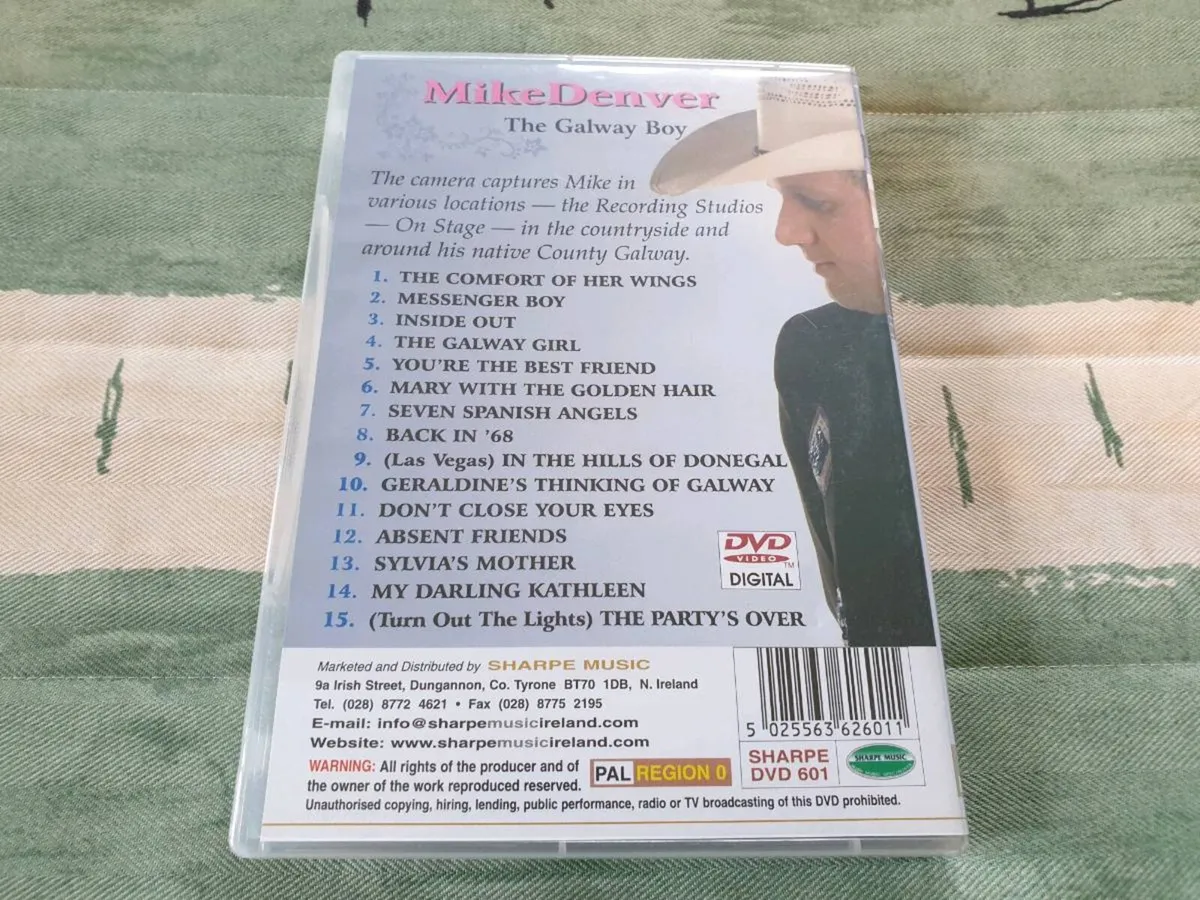 MikeDenver
The Galway Boy
The camera captures Mike in
various locations — the Recording Studios
— On Stage — in the countryside and
around his native County Galway.
1. THE COMFORT OF HER WINGS
2. MESSENGER BOY
3. INSIDE OUT
4. THE GALWAY GIRL
5. YOU'RE THE BEST FRIEND
6. MARY WITH THE GOLDEN HAIR
7. SEVEN SPANISH ANGELS
8. BACK IN '68
9. (Las Vegas) IN THE HILLS OF DONEGAL
10. GERALDINE'S THINKING OF GALWAY
11. DON'T CLOSE YOUR EYES
12. ABSENT FRIENDS
13. SYLVIA'S MOTHER
14. MY DARLING KATHLEEN
15. (Turn Out The Lights) THE PARTY'S OVER
DVD
VIDEO
TM
DIGITAL
Marketed and Distributed by SHARPE MUSIC
9a Irish Street, Dungannon, Co. Tyrone BT70 1DB, N. Ireland
Tel. (028) 8772 4621 • Fax (028) 8775 2195
E-mail: info@sharpemusicireland.com
Website: www.sharpemusicireland.com
WARNING: All rights of the producer and of
the owner of the work reproduced reserved.
Unauthorised copying, hiring, lending, public performance, radio or TV broadcasting of this DVD prohibited.
PAL REGION 0
5 025563 626011
SHARPE
DVD 601
SHARPE MUSIC